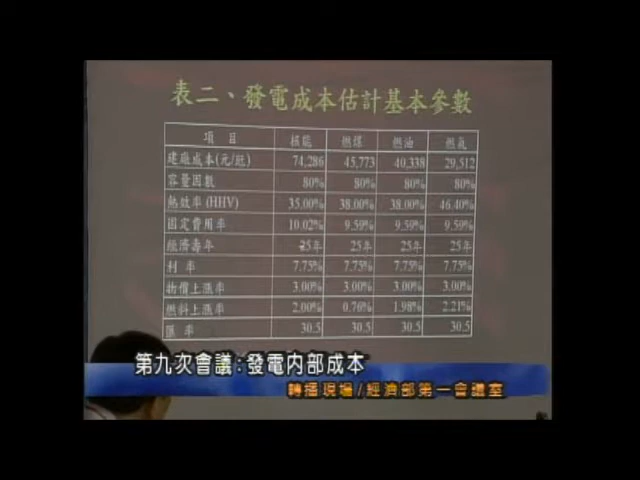 表二、發電成本估計基本參數
項目 核能 燃煤 燃油 燃氣
建廠成本(元/瓩) 74,286 45,773 40,338 29,512
容量因數 80% 80% 80% 80%
熱效率(HHV) 35.00% 38.00% 38.00% 46.40%
固定費用率 10.02% 9.59% 9.59% 9.59%
經濟壽年 25年 25年 25年 25年
利率 7.75% 7.75% 7.75% 7.75%
物價上漲率 3.00% 3.00% 3.00% 3.00%
燃料上漲率 2.00% 0.76% 1.98% 2.21%
匯率 30.5 30.5 30.5 30.5
第九次會議:發電内部成本
轉播現場/經濟部第一會議室